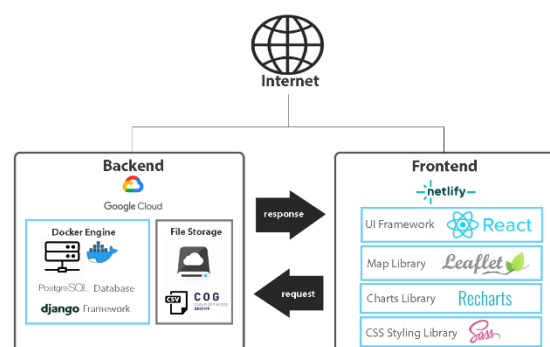 Internet
Backend
Google Cloud
Docker Engine
PostgreSQL Database
django Framework
File Storage
CSV
COG
response
request
Frontend
netlify
UI Framework React
Map Library Leaflet
Charts Library Recharts
CSS Styling Library Sass